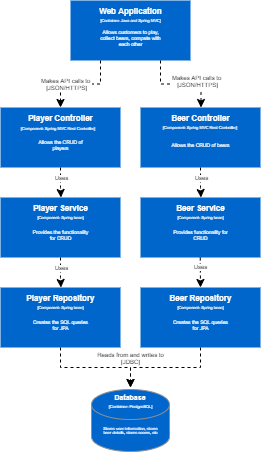 Web Application
[Container: Java and Spring MVC]
Allows customers to play,
collect beers, compete with
each other
Makes API calls to
[JSON/HTTPS]
Makes API calls to
[JSON/HTTPS]
Player Controller
[Component: Spring MVC Rest Controller]
Allows the CRUD of
players
Beer Controller
[Component: Spring MVC Rest Controller]
Allows the CRUD of beers
Uses
Uses
Player Service
[Component: Spring bean]
Provides the functionality
for CRUD
Beer Service
[Component: Spring bean]
Provides the functionality for
CRUD
Uses
Uses
Player Repository
[Component: Spring bean]
Creates the SQL queries
for JPA
Beer Repository
[Component: Spring bean]
Creates the SQL queries
for JPA
Reads from and writes to
[JDBC]
Database
[Container: PostgreSQL]
Stores user information, stores
beer details, stores scores, etc